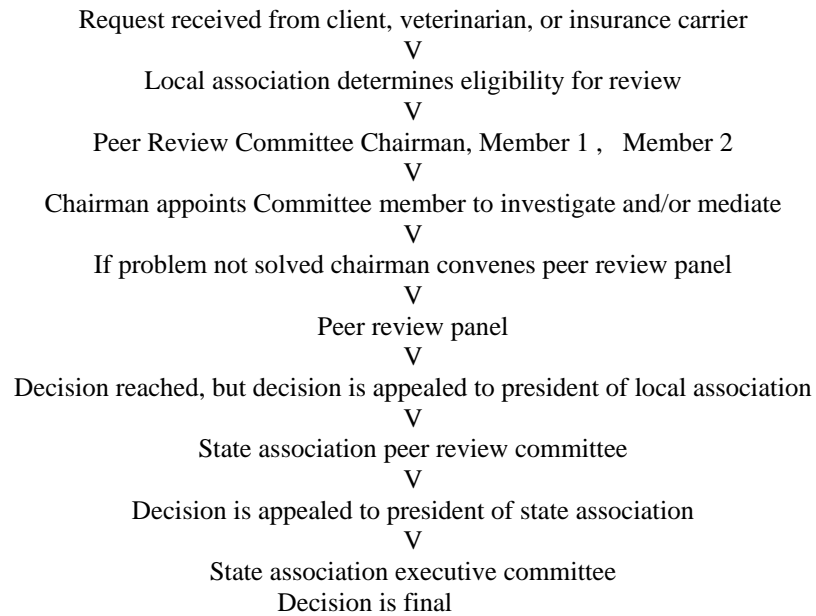 Request received from client, veterinarian, or insurance carrier
V
Local association determines eligibility for review
V
Peer Review Committee Chairman, Member 1 ,   Member 2
V
Chairman appoints Committee member to investigate and/or mediate
V
If problem not solved chairman convenes peer review panel
V
Peer review panel
V
Decision reached, but decision is appealed to president of local association
V
State association peer review committee
V
Decision is appealed to president of state association
V
State association executive committee
Decision is final